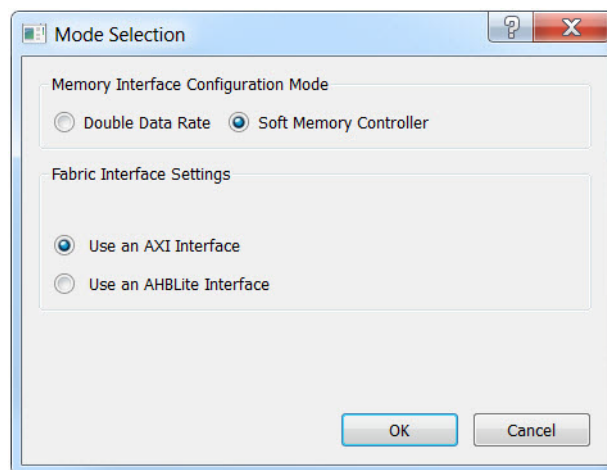 Mode Selection
Memory Interface Configuration Mode
Double Data Rate Soft Memory Controller
Fabric Interface Settings
Use an AXI Interface
Use an AHBLite Interface
OK Cancel